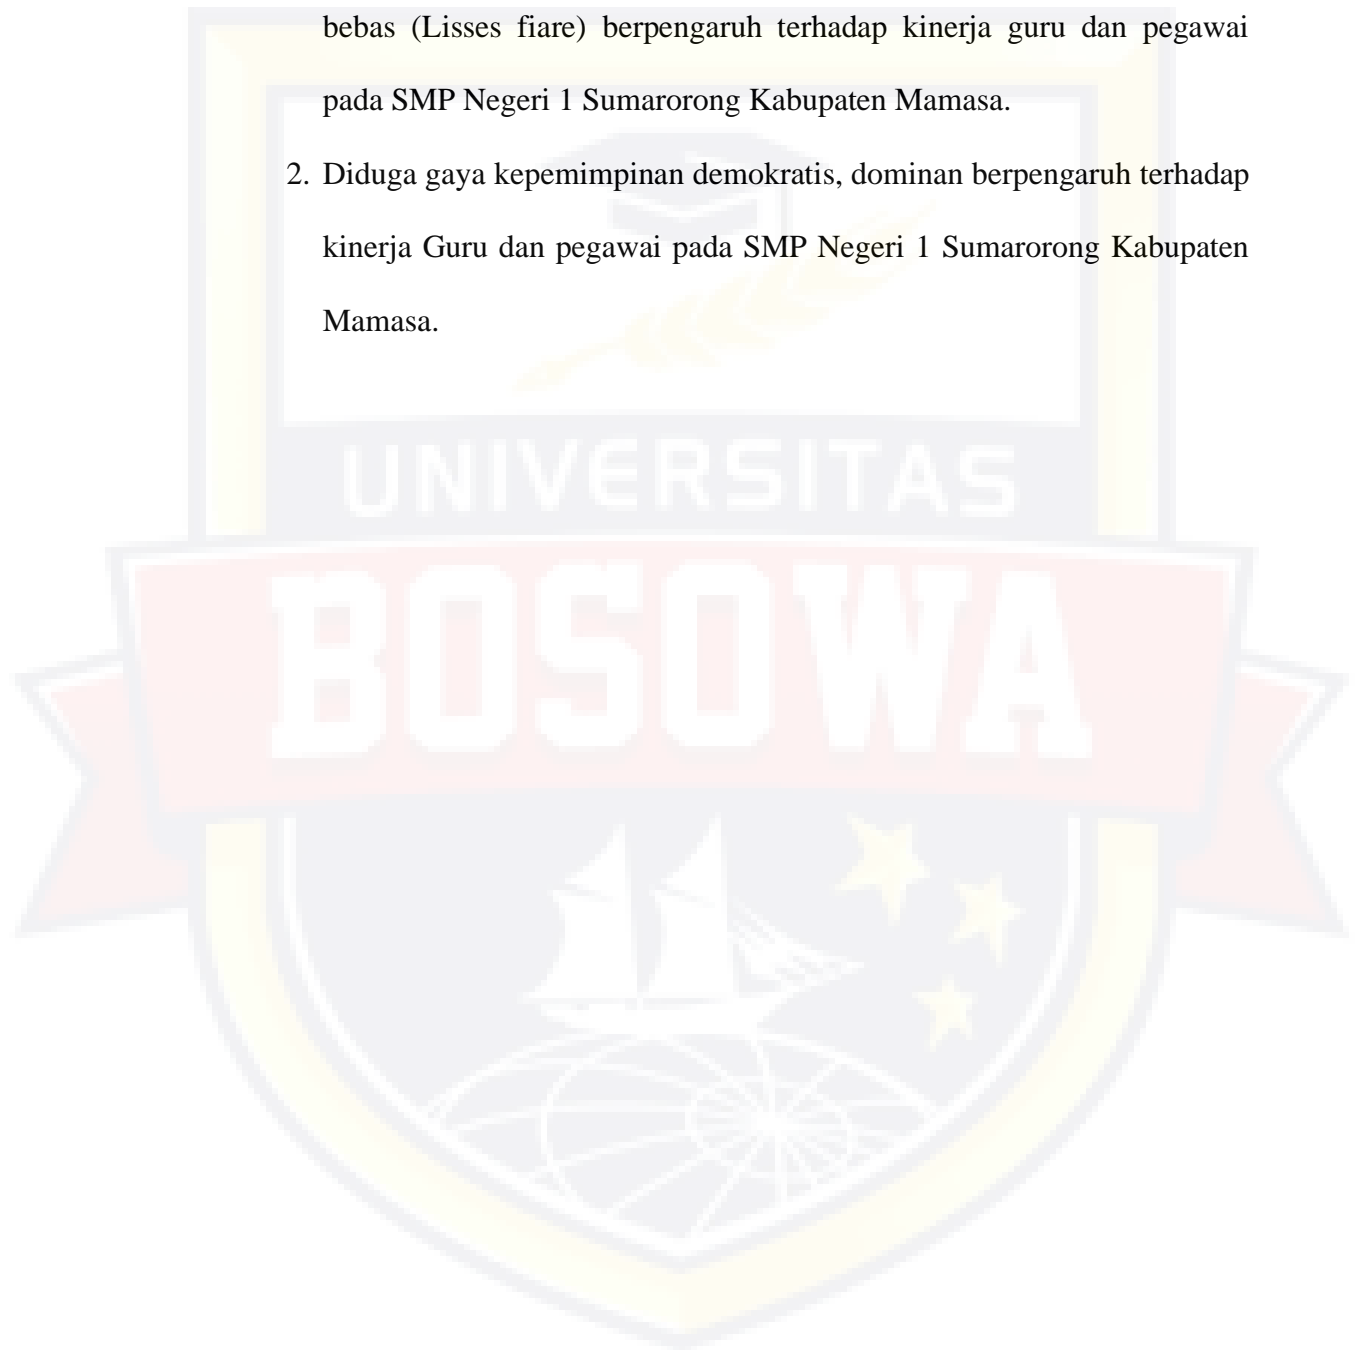 bebas (Lisses fiare) berpengaruh terhadap kinerja guru dan pegawai
pada SMP Negeri 1 Sumarorong Kabupaten Mamasa.
2. Diduga gaya kepemimpinan demokratis, dominan berpengaruh terhadap
kinerja Guru dan pegawai pada SMP Negeri 1 Sumarorong Kabupaten
Mamasa.
UNIVERSITAS
BOSOWA